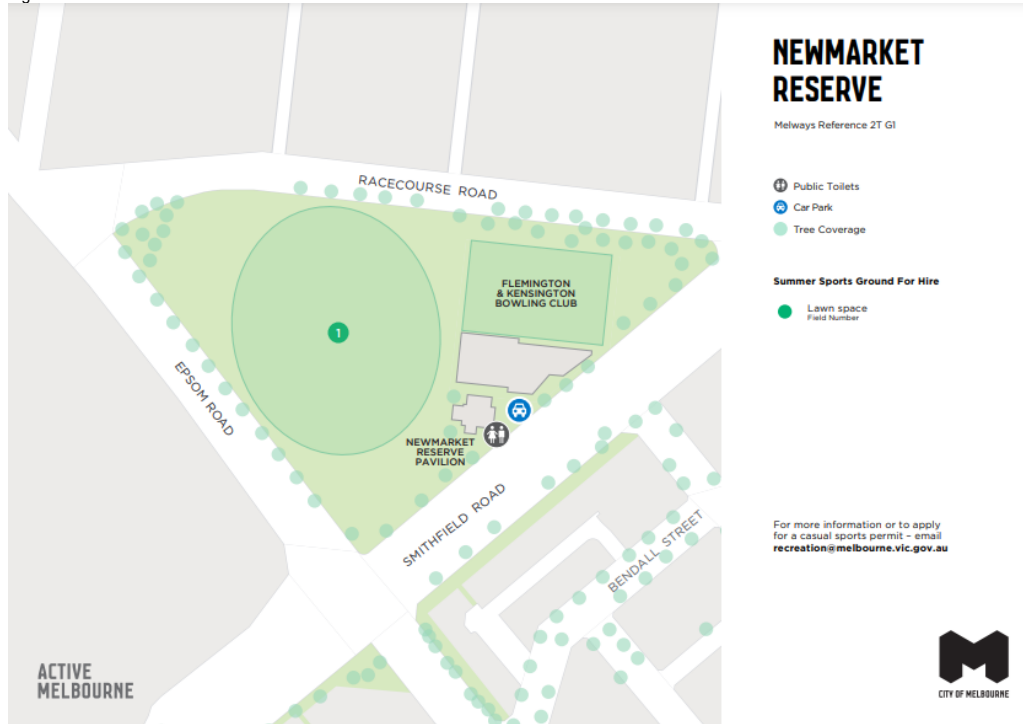 NEWMARKET
RESERVE
Melways Reference 2T G1
Public Toilets
Car Park
Tree Coverage
Summer Sports Ground For Hire
Lawn space
Field Number
RACECOURSE ROAD
FLEMINGTON
& KENSINGTON
BOWLING CLUB
1
EPSOM ROAD
NEWMARKET
RESERVE
PAVILION
SMITHFIELD ROAD
BENDALL STREET
For more information or to apply
for a casual sports permit – email
recreation@melbourne.vic.gov.au
ACTIVE
MELBOURNE
CITY OF MELBOURNE